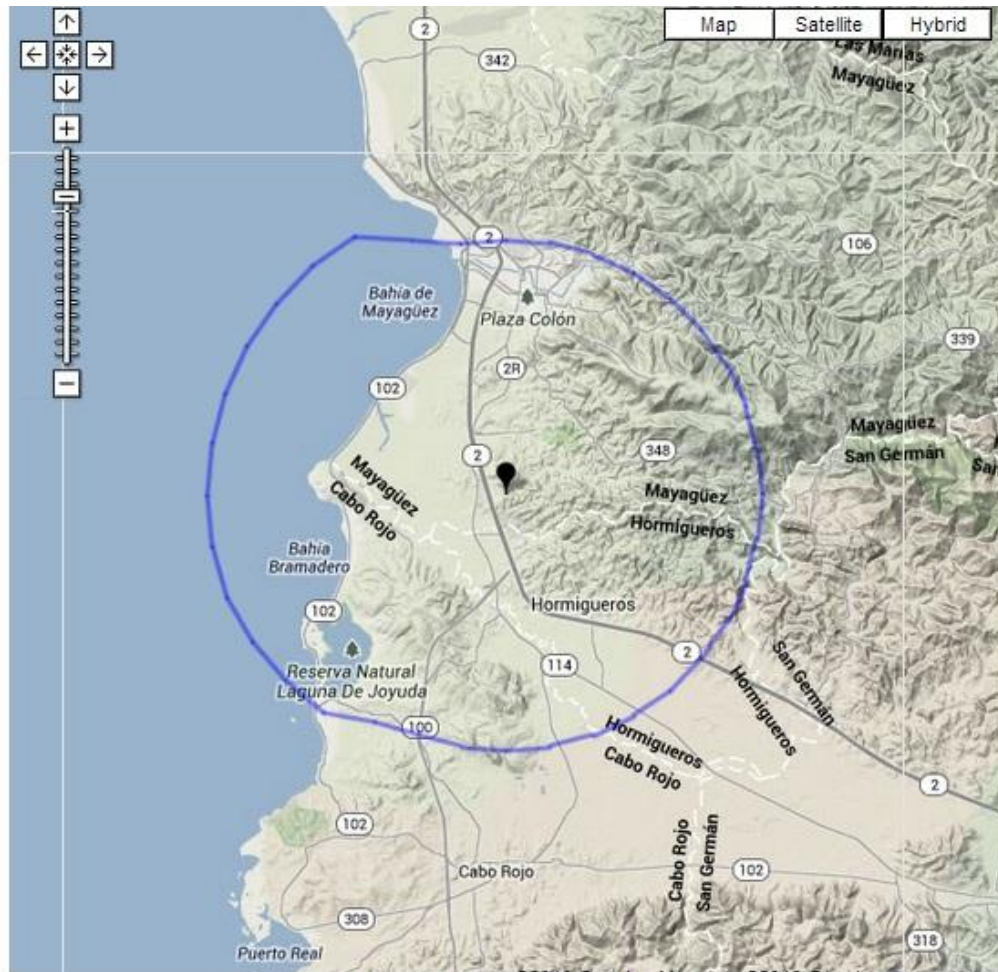 Map Satellite Hybrid
2
342
Las Marías
Mayagüez
106
2
Bahía de
Mayagüez
Plaza Colón
339
2R
102
Mayagüez
San Germán
348
2
Mayagüez
Cabo Rojo
Mayagüez
Hormigueros
Bahía
Bramadero
102
Hormigueros
2
San Germán
Hormigueros
114
Reserva Natural
Laguna De Joyuda
100
Hormigueros
Cabo Rojo
2
102
Cabo Rojo
San Germán
Cabo Rojo
102
308
318
Puerto Real